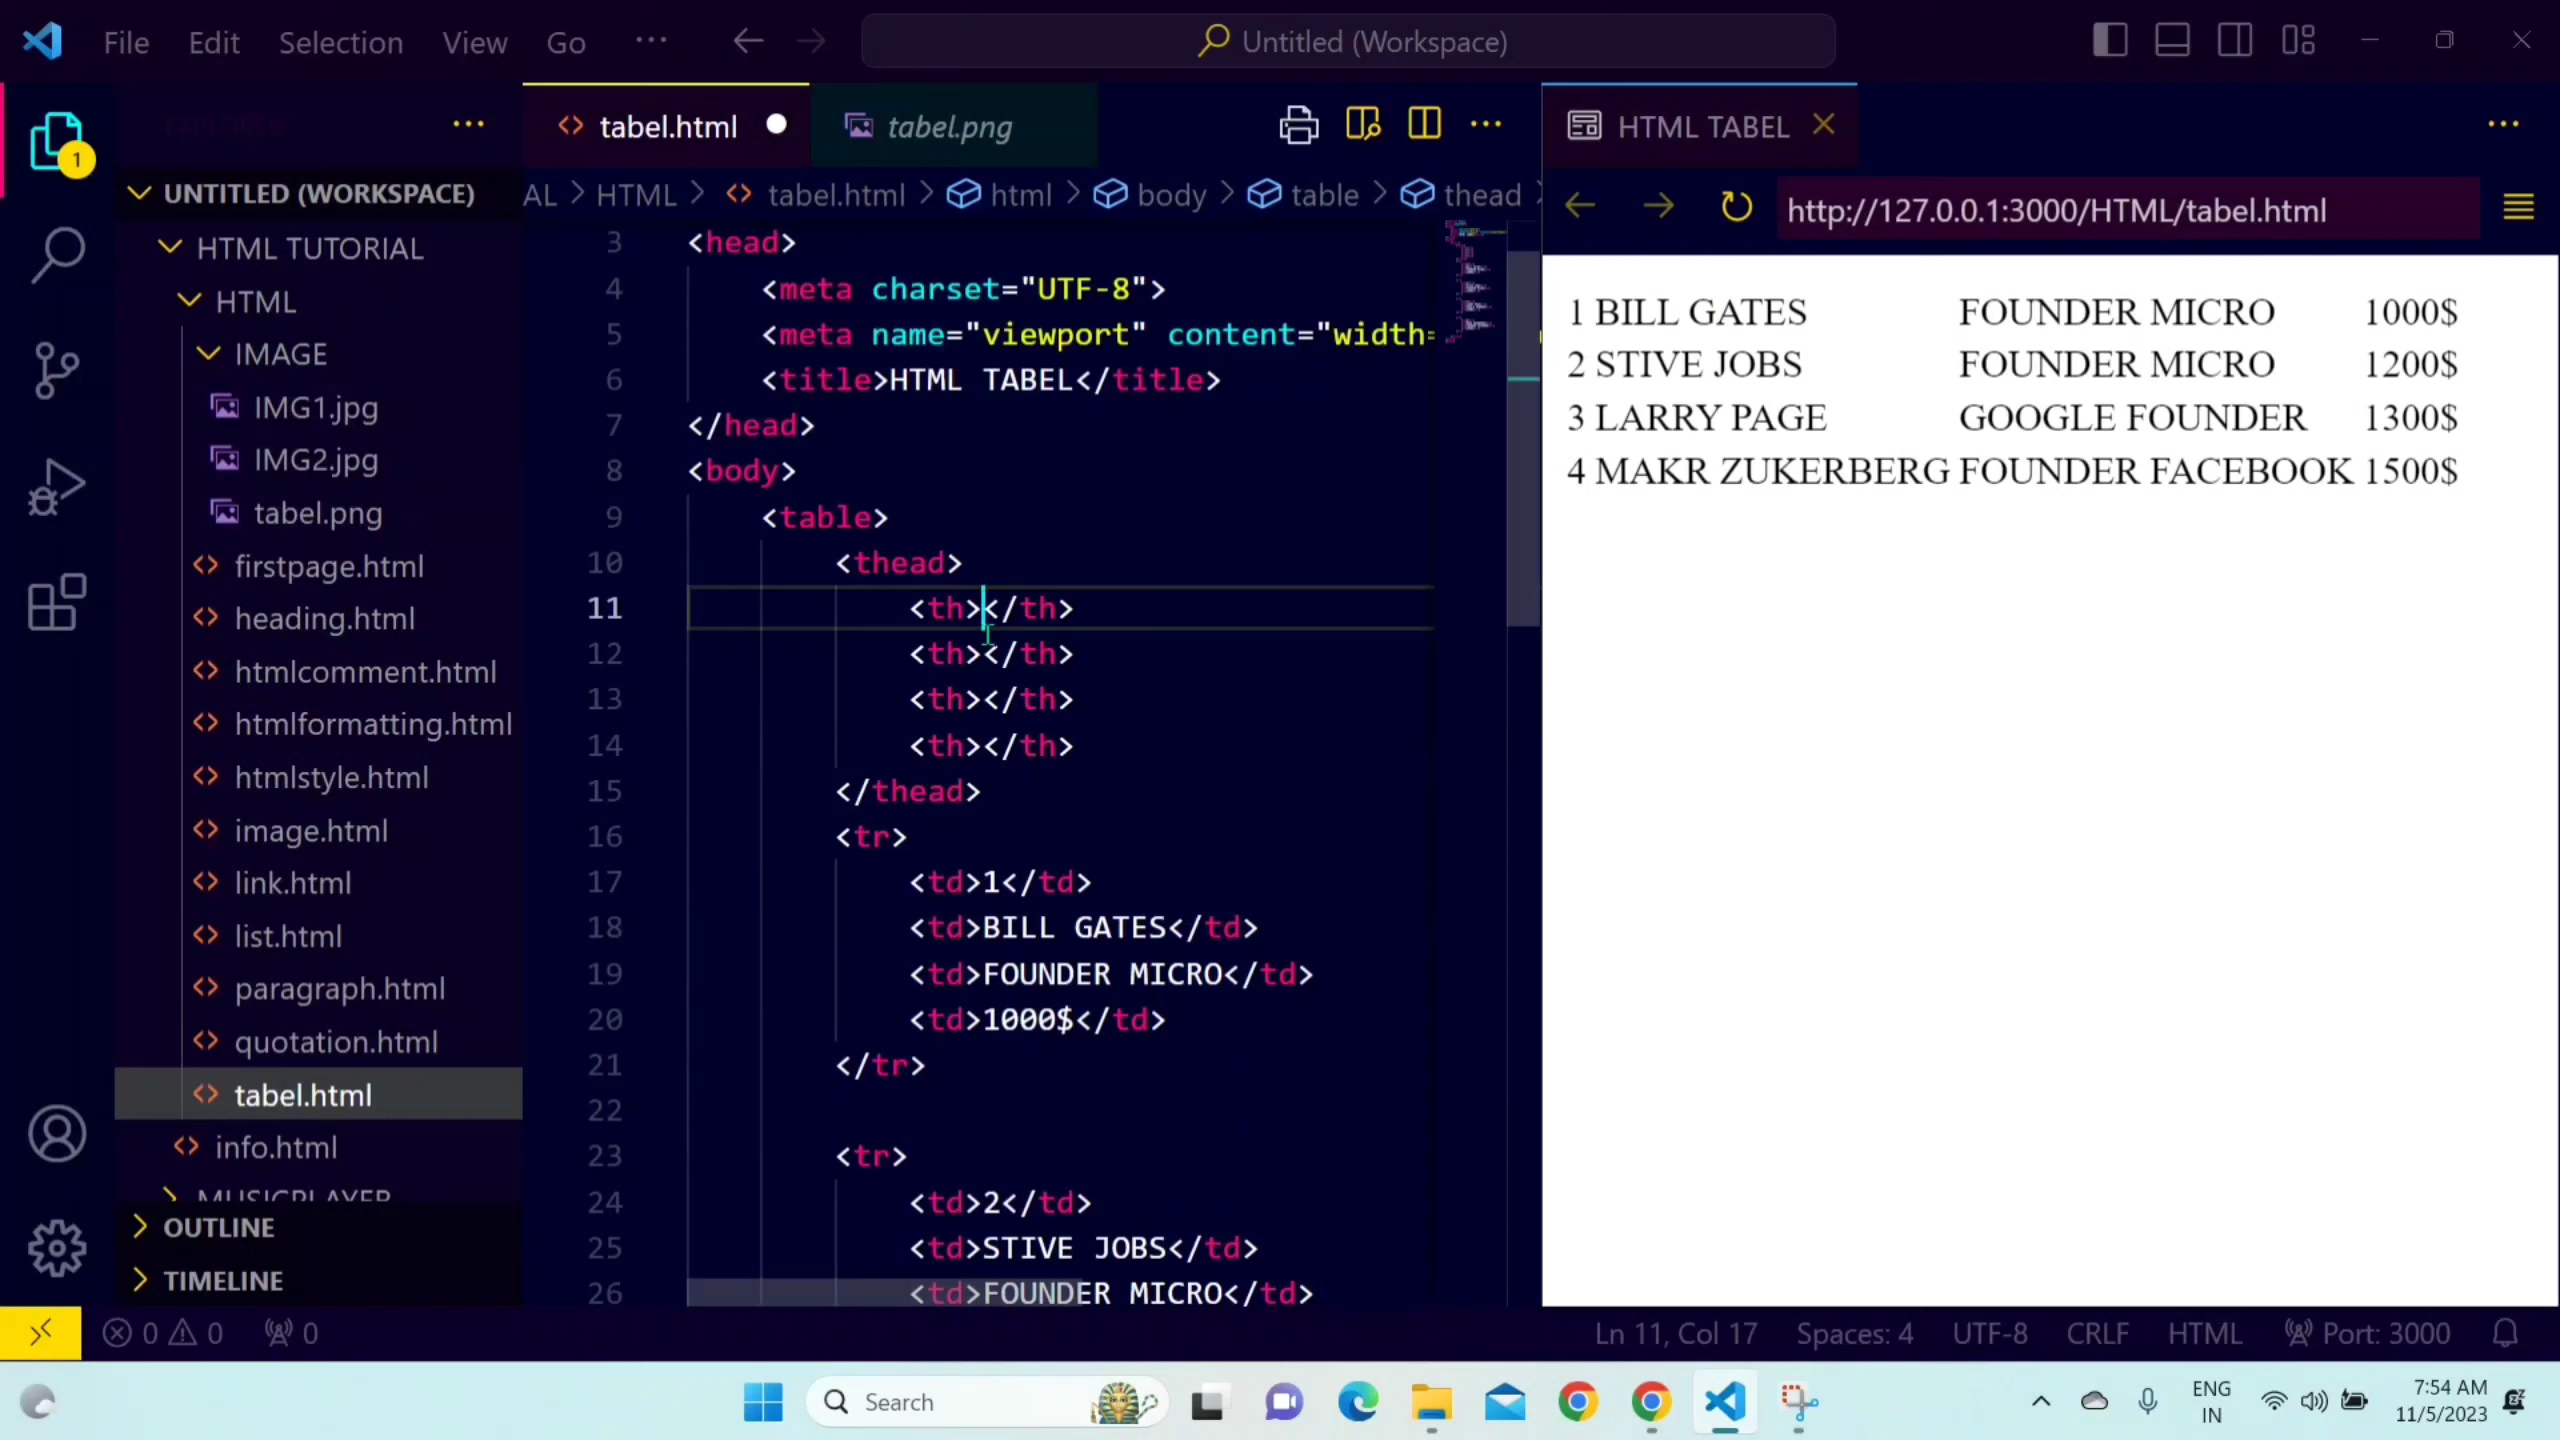 File Edit Selection View Go ··· Untitled (Workspace)
1
UNTITLED (WORKSPACE)
HTML TUTORIAL
HTML
IMAGE
IMG1.jpg
IMG2.jpg
tabel.png
firstpage.html
heading.html
htmlcomment.html
htmlformatting.html
htmlstyle.html
image.html
link.html
list.html
paragraph.html
quotation.html
tabel.html
info.html
MUSICPLAYER
OUTLINE
TIMELINE
tabel.html tabel.png
AL > HTML > tabel.html > html > body > table > thead
3 <head>
4 <meta charset="UTF-8">
5 <meta name="viewport" content="width=
6 <title>HTML TABEL</title>
7 </head>
8 <body>
9 <table>
10 <thead>
11 <th></th>
12 <th></th>
13 <th></th>
14 <th></th>
15 </thead>
16 <tr>
17 <td>1</td>
18 <td>BILL GATES</td>
19 <td>FOUNDER MICRO</td>
20 <td>1000$</td>
21 </tr>
22
23 <tr>
24 <td>2</td>
25 <td>STIVE JOBS</td>
26 <td>FOUNDER MICRO</td>
HTML TABEL
http://127.0.0.1:3000/HTML/tabel.html
1 BILL GATES FOUNDER MICRO 1000$
2 STIVE JOBS FOUNDER MICRO 1200$
3 LARRY PAGE GOOGLE FOUNDER 1300$
4 MAKR ZUKERBERG FOUNDER FACEBOOK 1500$
0 0 0 Ln 11, Col 17 Spaces: 4 UTF-8 CRLF HTML Port: 3000
Search
ENG
IN
7:54 AM
11/5/2023